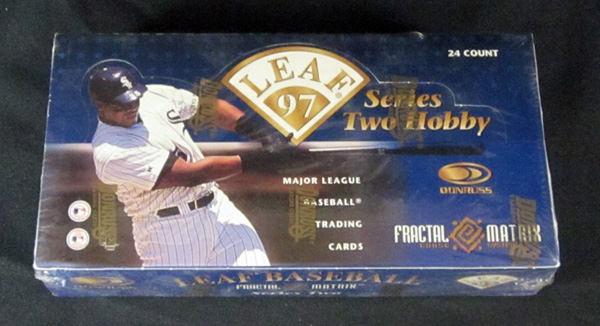 24 COUNT
LEAF®
97
Series
Two Hobby
MAJOR LEAGUE
BASEBALL®
TRADING
CARDS
DONRUSS
FRACTAL MATRIX
LEAF BASEBALL
FRACTAL MATRIX
Series Two